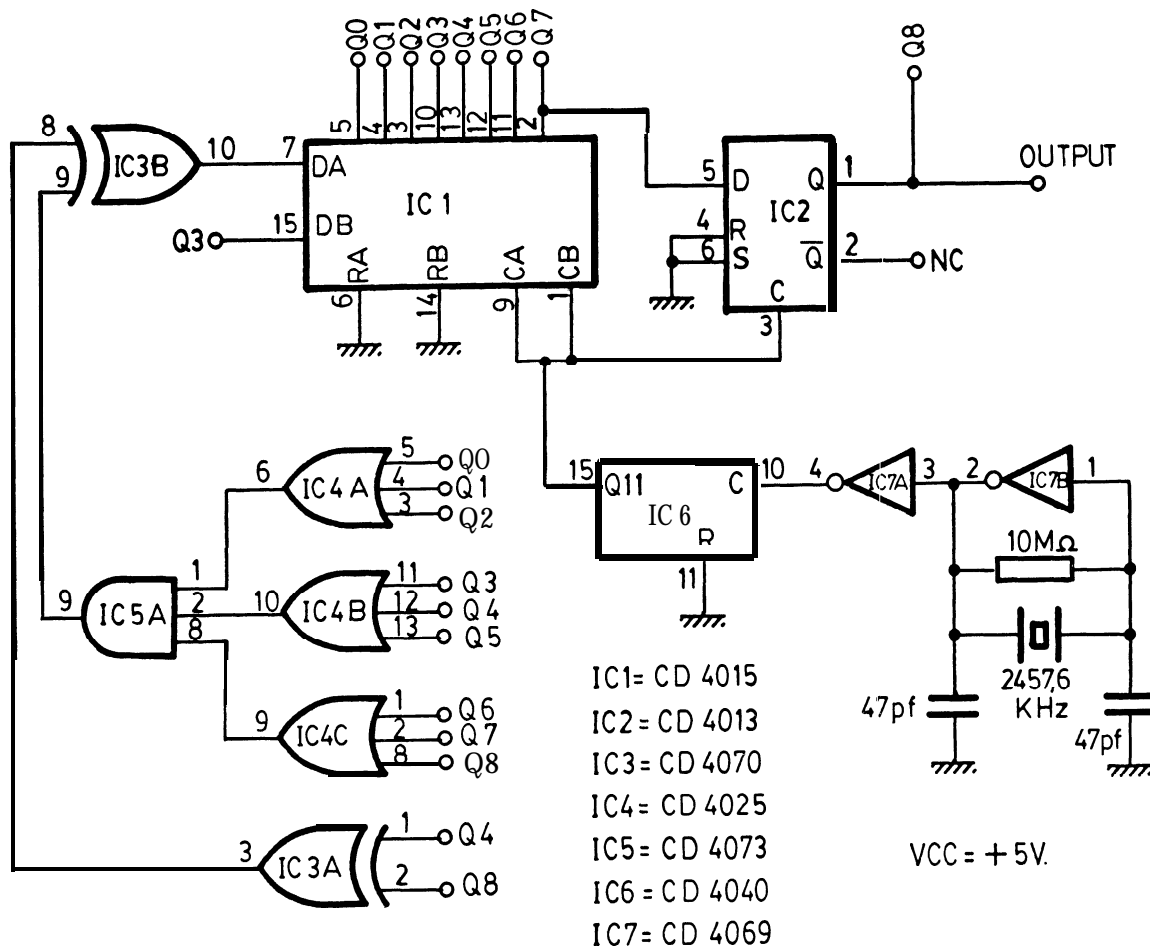 Q0 Q1 Q2 Q3 Q4 Q5 Q6 Q7
Q8
5 4 3 10 13 12 11 2
8
9
IC3B
10
7
DA
IC 1
15
DB
Q3
RA
RB
CA
CB
6
14
9
1
5
D
Q
1
OUTPUT
4
R
IC2
6
S
Q
2
NC
C
3
6
IC4A
5
Q0
4
Q1
3
Q2
15
Q11
C
10
4
IC7A
3
2
IC7B
1
IC 6
R
11
10MΩ
1
2
8
9
IC5A
10
IC4B
11
Q3
12
Q4
13
Q5
2457,6
KHz
47pf
47pf
9
IC4C
1
Q6
2
Q7
8
Q8
3
IC3A
1
Q4
2
Q8
IC1= CD 4015
IC2= CD 4013
IC3= CD 4070
IC4= CD 4025
IC5= CD 4073
IC6= CD 4040
IC7= CD 4069
VCC = +5V.